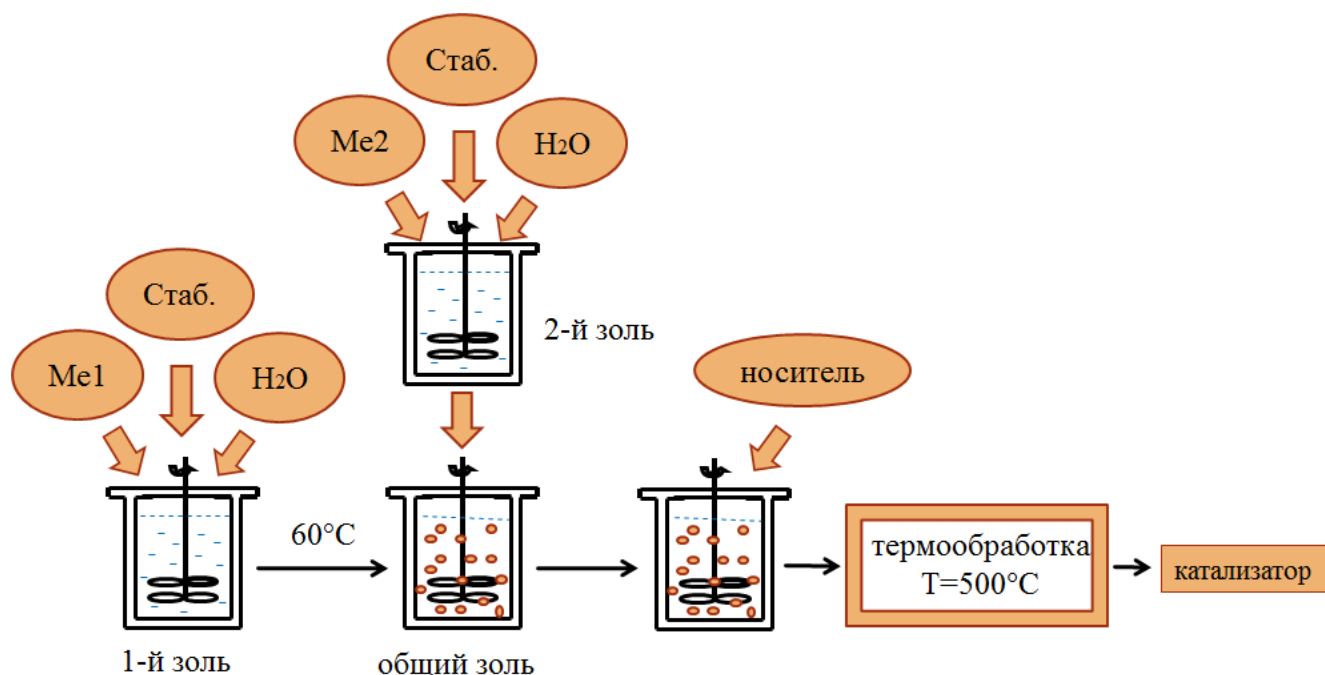 Стаб.
Me2
H₂O
2-й золь
Стаб.
Me1
H₂O
носитель
60°C
термообработка
T=500°C
катализатор
1-й золь
общий золь